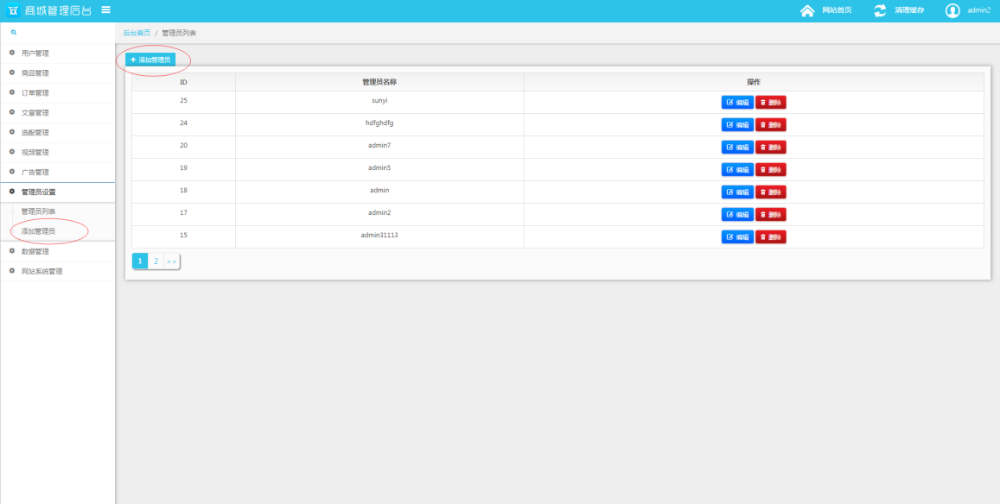 商城管理后台
网站首页 清理缓存 admin2
后台首页 / 管理员列表
用户管理
商品管理
订单管理
文章管理
选配管理
视频管理
广告管理
管理员设置
管理员列表
添加管理员
数据管理
网站系统管理
+ 添加管理员
ID 管理员名称 操作
25 sunyi 编辑 删除
24 hdfghdfg 编辑 删除
20 admin7 编辑 删除
19 admin5 编辑 删除
18 admin 编辑 删除
17 admin2 编辑 删除
15 admin31113 编辑 删除
1 2 >>